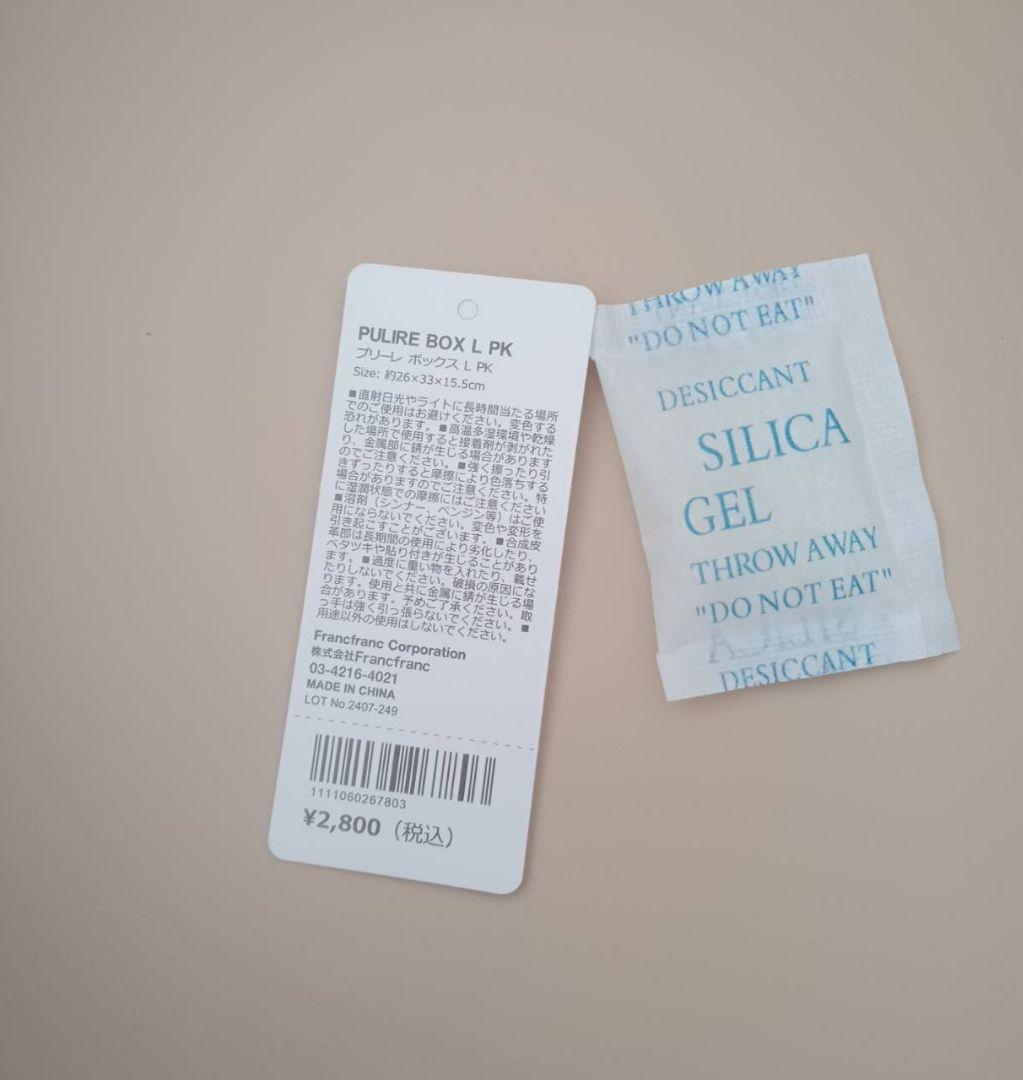 PULIRE BOX L PK
プリーレ ボックス L PK
Size: 約26×33×15.5cm
■直射日光やライトに長時間当たる場所
でのご使用はお避けください。変色する
恐れがあります。■高温多湿環境や乾燥
した場所で使用すると接着剤が剥がれた
り、金属部に錆が生じる場合があります
のでご注意ください。■強く擦ったり引
きずったりすると摩擦により色落ちする
場合がありますのでご注意ください。特
に湿潤状態での摩擦にはご注意ください
■溶剤（シンナー、ベンジン等）はご使
用にならないでください。変色や変形を
引き起こすことがございます。■合成皮
革部は長期間の使用により劣化したり、
ベタツキや貼り付きが生じることがあり
ます。■過度に重い物を入れたり、載せ
たりしないでください。破損の原因にな
ります。使用と共に金属に錆が生じる場
合があります。予めご了承ください。取
っ手は強く引っ張らないでください。■
用途以外の使用はしないでください。
Francfranc Corporation
株式会社Francfranc
03-4216-4021
MADE IN CHINA
LOT No.2407-249
1111060267803
¥2,800（税込）
THROW AWAY
"DO NOT EAT"
DESICCANT
SILICA
GEL
THROW AWAY
"DO NOT EAT"
SILICA
DESICCANT